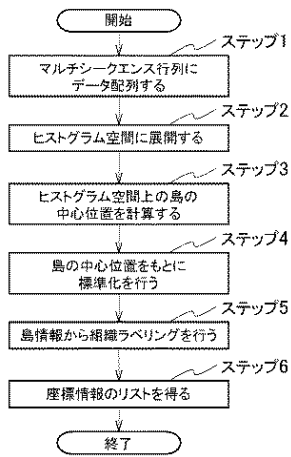 開始
ステップ1
マルチシークエンス行列に
データ配列する
ステップ2
ヒストグラム空間に展開する
ステップ3
ヒストグラム空間上の島の
中心位置を計算する
ステップ4
島の中心位置をもとに
標準化を行う
ステップ5
島情報から組織ラベリングを行う
ステップ6
座標情報のリストを得る
終了